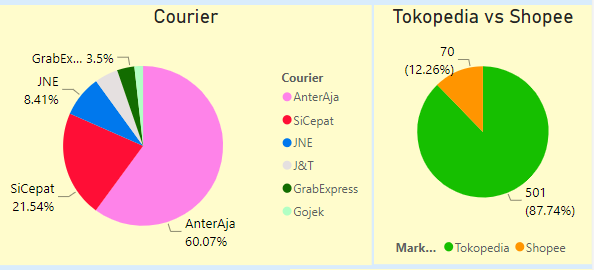 Courier
GrabEx... 3.5%
JNE
8.41%
SiCepat
21.54%
AnterAja
60.07%
Courier
AnterAja
SiCepat
JNE
J&T
GrabExpress
Gojek
Tokopedia vs Shopee
70
(12.26%)
501
(87.74%)
Mark... Tokopedia Shopee